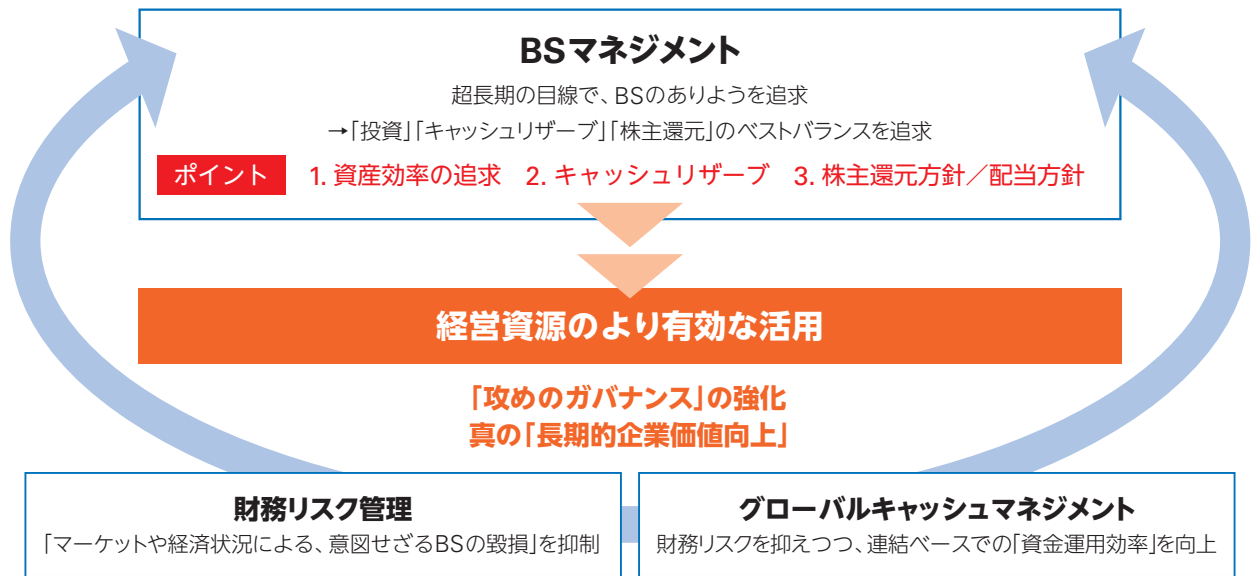 BSマネジメント
超長期の目線で、BSのありようを追求
→「投資」「キャッシュリザーブ」「株主還元」のベストバランスを追求
ポイント 1. 資産効率の追求 2. キャッシュリザーブ 3. 株主還元方針／配当方針
経営資源のより有効な活用
「攻めのガバナンス」の強化
真の「長期的企業価値向上」
財務リスク管理
「マーケットや経済状況による、意図せざるBSの毀損」を抑制
グローバルキャッシュマネジメント
財務リスクを抑えつつ、連結ベースでの「資金運用効率」を向上